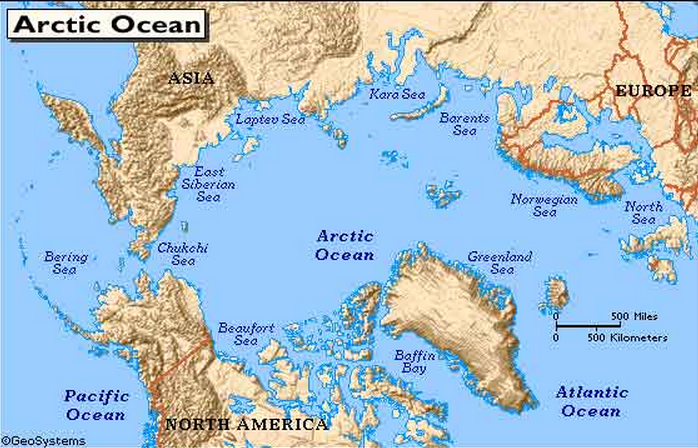 Arctic Ocean
ASIA
EUROPE
Kara Sea
Laptev Sea
Barents
Sea
East
Siberian
Sea
Norwegian
Sea
North
Sea
Arctic
Ocean
Chukchi
Sea
Bering
Sea
Greenland
Sea
500 Miles
0
0
500 Kilometers
Beaufort
Sea
Baffin
Bay
Pacific
Ocean
Atlantic
Ocean
NORTH AMERICA
©GeoSystems